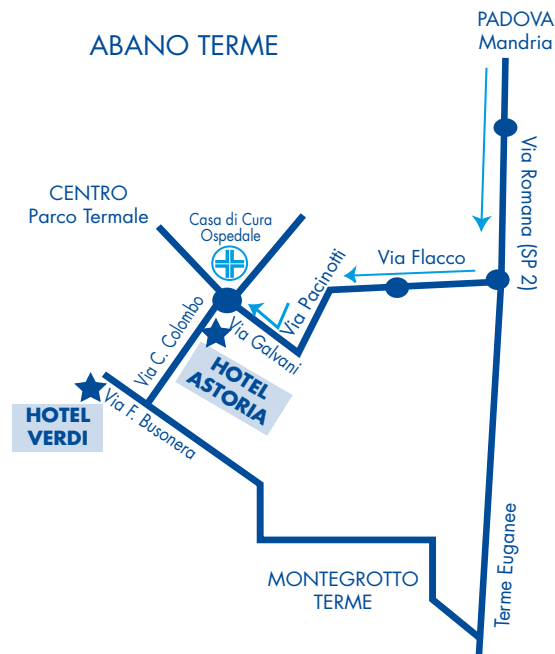 PADOVA
Mandria
ABANO TERME
Via Romana (SP 2)
CENTRO
Parco Termale
Casa di Cura
Ospedale
Via Flacco
Via Pacinotti
Via Galvani
Via C. Colombo
HOTEL
ASTORIA
HOTEL
VERDI
Via F. Busonera
MONTEGROTTO
TERME
Terme Euganee